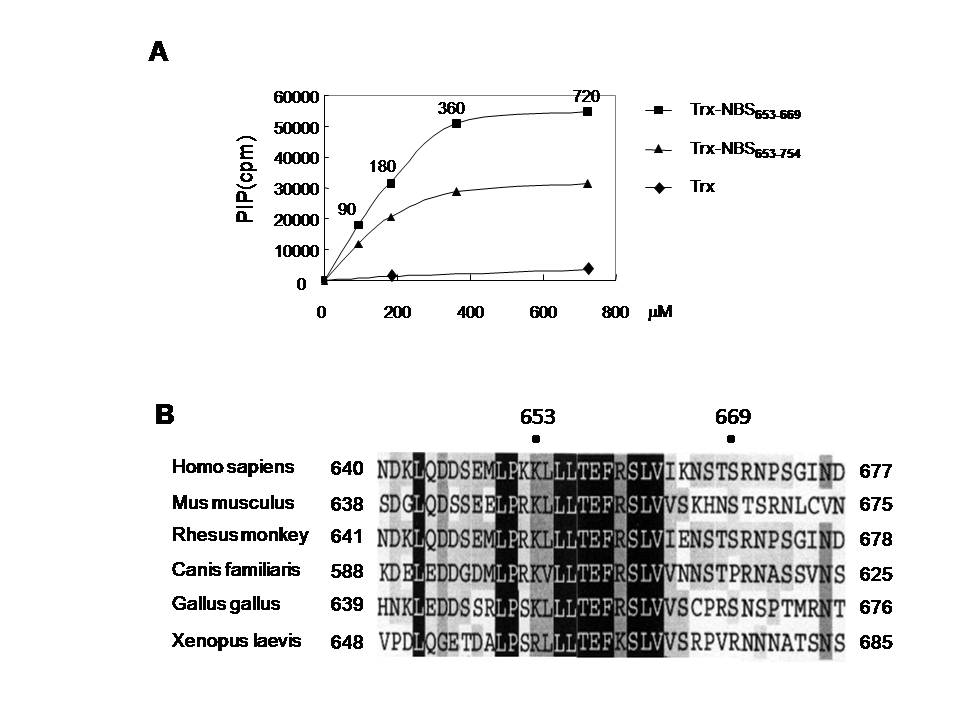 A
60000
50000
40000
30000
20000
10000
0
PIP(cpm)
90
180
360
720
0 200 400 600 800 μM
Trx-NBS653-669
Trx-NBS653-754
Trx
B
653 669
Homo sapiens 640 NDKLQDDSEMLPKKLLLTEFRSLVIKNSTSRNPSGIND 677
Mus musculus 638 SDGLQDSSEELPRKLLLTEFRSLVVSKHNSTSRNLCVN 675
Rhesus monkey 641 NDKLQDDSEMLPRKLLLTEFRSLVIENSTSRNPSGIND 678
Canis familiaris 588 KDELEDDGDMLPRKVLLTEFRSLVVNNSTPRNASSVNS 625
Gallus gallus 639 HNKLEDDSSRLPSKLLLTEFRSLVVSCPRSNSPTMRNT 676
Xenopus laevis 648 VPDLQGETDALPSRLLLTEFKSLVVSRPVRNNNATSNS 685